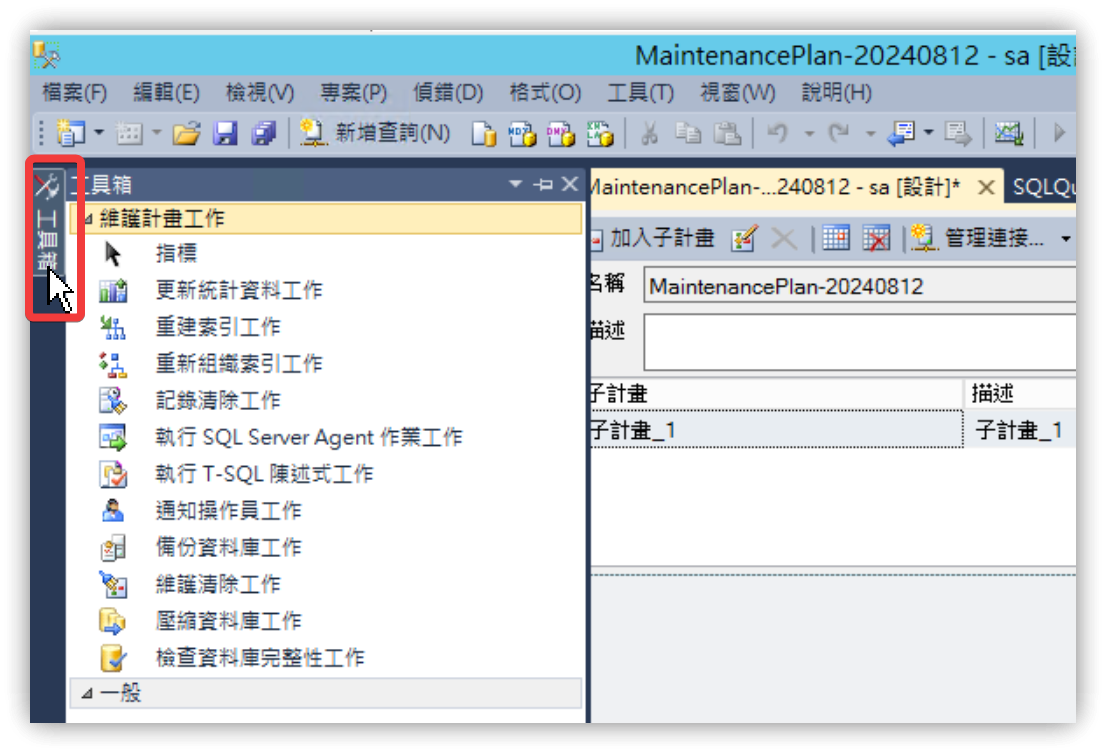 MaintenancePlan-20240812 - sa [設
檔案(F) 編輯(E) 檢視(V) 專案(P) 偵錯(D) 格式(O) 工具(T) 視窗(W) 說明(H)
新增查詢(N)
工具箱
工具箱
MaintenancePlan-...240812 - sa [設計]* SQLQu
維護計畫工作
指標
更新統計資料工作
重建索引工作
重新組織索引工作
記錄清除工作
執行 SQL Server Agent 作業工作
執行 T-SQL 陳述式工作
通知操作員工作
備份資料庫工作
維護清除工作
壓縮資料庫工作
檢查資料庫完整性工作
一般
加入子計畫 管理連接...
名稱 MaintenancePlan-20240812
描述
子計畫 描述
子計畫_1 子計畫_1